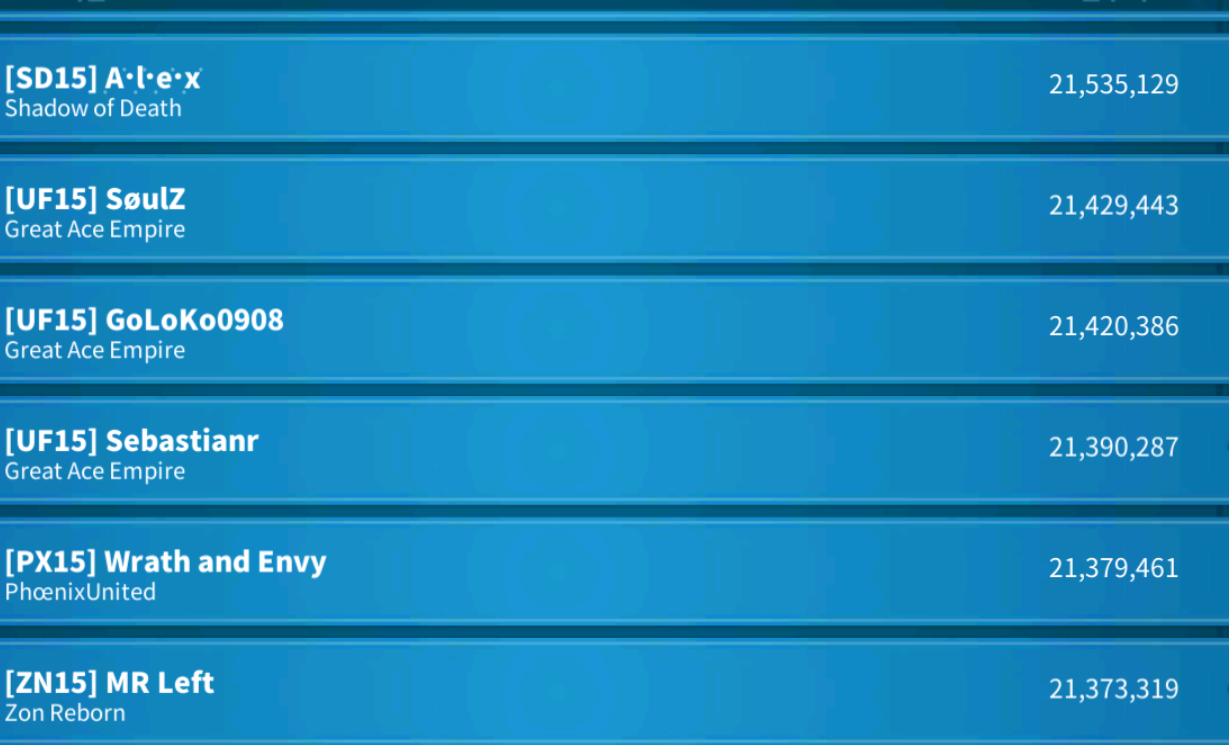 [SD15] A·l·e·x
21,535,129
Shadow of Death
[UF15] SøulZ
21,429,443
Great Ace Empire
[UF15] GoLoKo0908
21,420,386
Great Ace Empire
[UF15] Sebastianr
21,390,287
Great Ace Empire
[PX15] Wrath and Envy
21,379,461
PhœnixUnited
[ZN15] MR Left
21,373,319
Zon Reborn